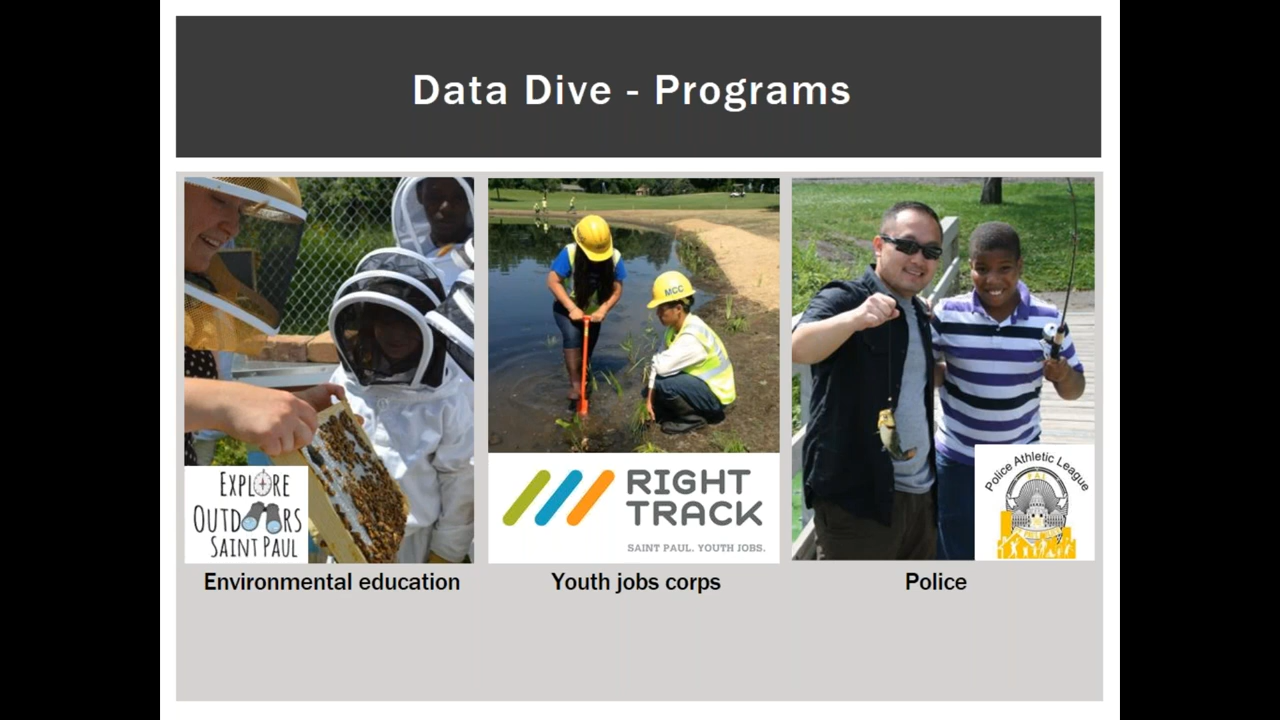 Data Dive - Programs
EXPLORE
OUTDOORS
SAINT PAUL
MCC
RIGHT
TRACK
SAINT PAUL. YOUTH JOBS.
Police Athletic League
PAL
Environmental education
Youth jobs corps
Police